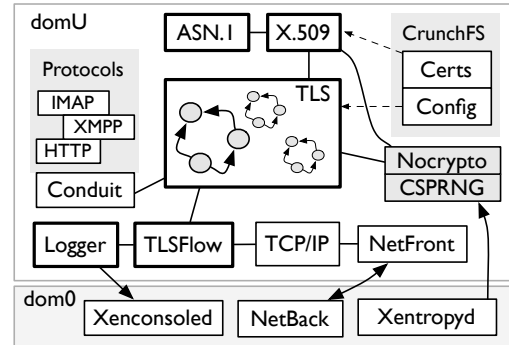 domU
ASN.1
X.509
CrunchFS
Protocols
TLS
Certs
IMAP
Config
XMPP
HTTP
Nocrypto
Conduit
CSPRNG
Logger
TLSFlow
TCP/IP
NetFront
dom0
Xenconsoled
NetBack
Xentropyd